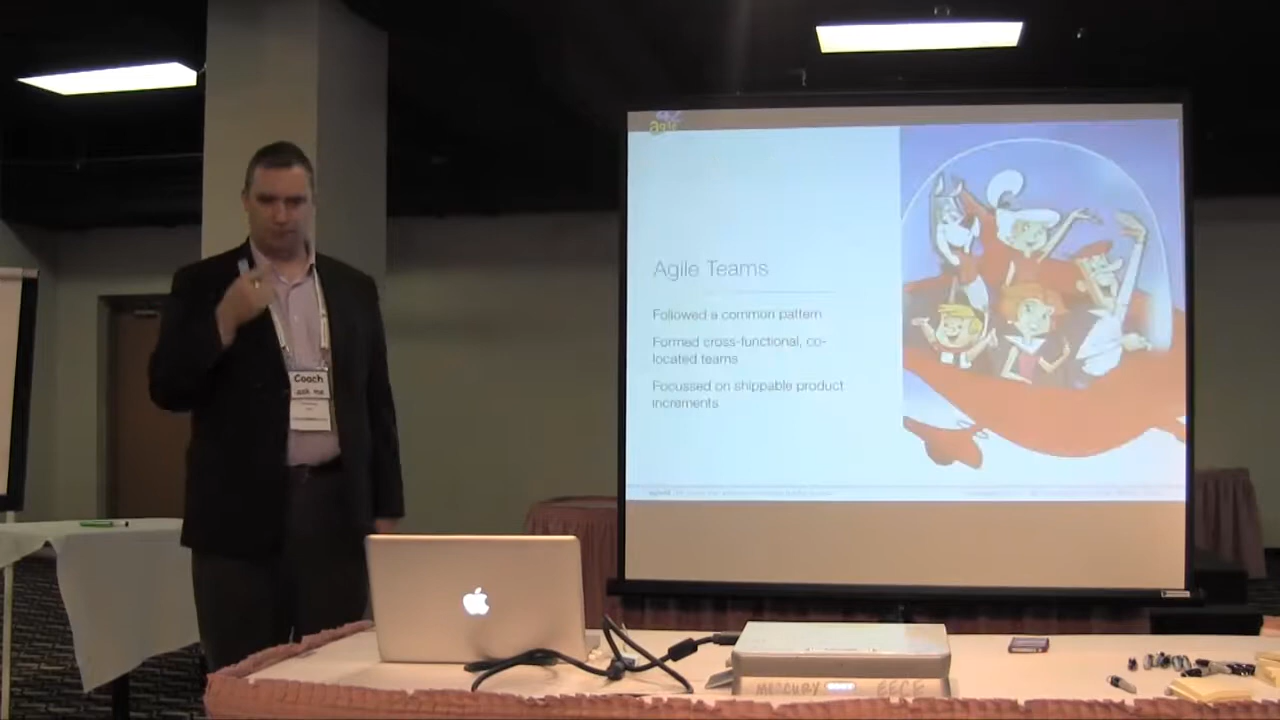 agile
Agile Teams
Followed a common pattern
Formed cross-functional, co-
located teams
Focussed on shippable product
increments
Coach
ask me
MERCURY EECE